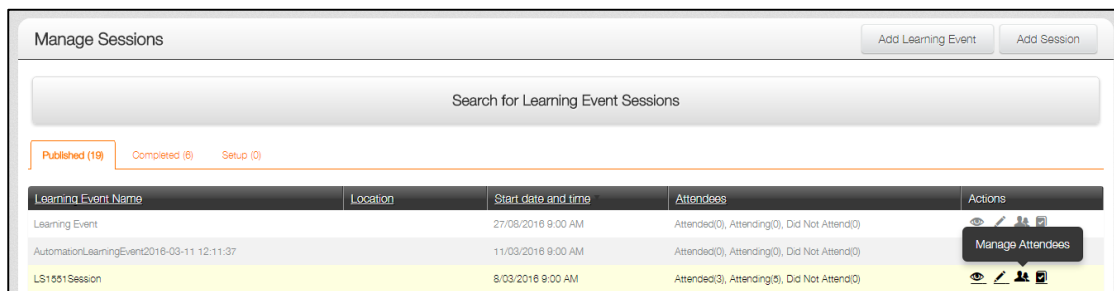 Manage Sessions Add Learning Event Add Session
Search for Learning Event Sessions
Published (19) Completed (6) Setup (0)
Learning Event Name Location Start date and time Attendees Actions
Learning Event 27/08/2016 9:00 AM Attended(0), Attending(0), Did Not Attend(0)
AutomationLearningEvent2016-03-11 12:11:37 11/03/2016 9:00 AM Attended(0), Attending(0), Did Not Attend(0) Manage Attendees
LS1551Session 8/03/2016 9:00 AM Attended(3), Attending(5), Did Not Attend(0)